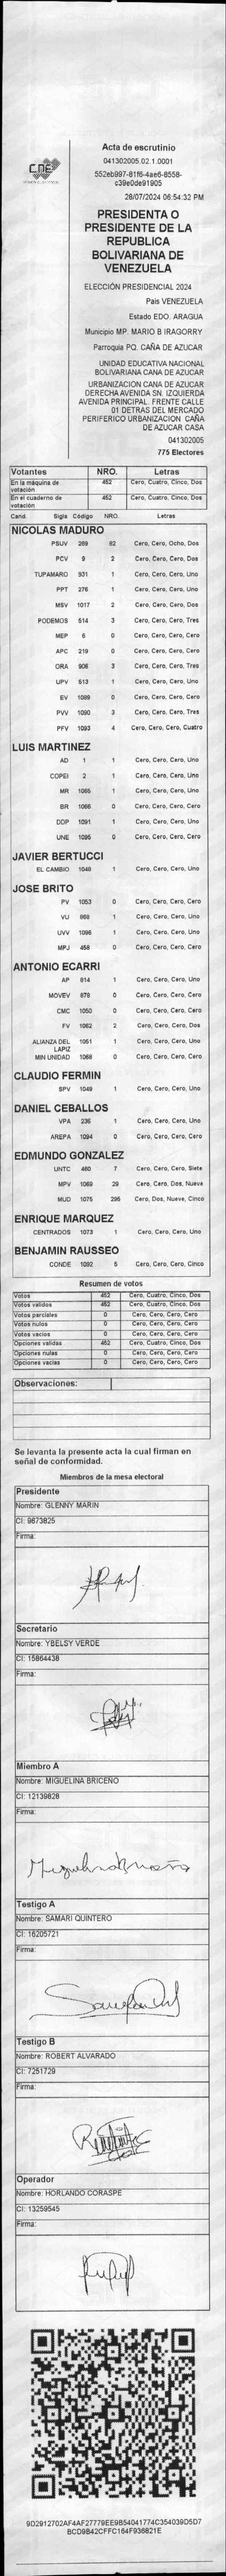 CNE
Acta de escrutinio
041302005.02.1.0001
552eb997-81f6-4ae6-8558-
c39e0de91905
28/07/2024 06:54:32 PM
PRESIDENTA O
PRESIDENTE DE LA
REPUBLICA
BOLIVARIANA DE
VENEZUELA
ELECCIÓN PRESIDENCIAL 2024
País VENEZUELA
Estado EDO. ARAGUA
Municipio MP. MARIO B IRAGORRY
Parroquia PQ. CAÑA DE AZUCAR
UNIDAD EDUCATIVA NACIONAL
BOLIVARIANA CANA DE AZUCAR
URBANIZACIÓN CANA DE AZUCAR
DERECHA AVENIDA SN. IZQUIERDA
AVENIDA PRINCIPAL. FRENTE CALLE
01 DETRAS DEL MERCADO
PERIFERICO URBANIZACION CAÑA
DE AZUCAR CASA
041302005
775 Electores
Votantes NRO. Letras
En la máquina de votación 452 Cero, Cuatro, Cinco, Dos
En el cuaderno de votación 452 Cero, Cuatro, Cinco, Dos
Cand. Sigla Código NRO. Letras
NICOLAS MADURO
PSUV 269 82 Cero, Cero, Ocho, Dos
PCV 9 2 Cero, Cero, Cero, Dos
TUPAMARO 931 1 Cero, Cero, Cero, Uno
PPT 276 1 Cero, Cero, Cero, Uno
MSV 1017 2 Cero, Cero, Cero, Dos
PODEMOS 514 3 Cero, Cero, Cero, Tres
MEP 6 0 Cero, Cero, Cero, Cero
APC 219 0 Cero, Cero, Cero, Cero
ORA 906 3 Cero, Cero, Cero, Tres
UPV 513 1 Cero, Cero, Cero, Uno
EV 1089 0 Cero, Cero, Cero, Cero
PVV 1090 3 Cero, Cero, Cero, Tres
PFV 1093 4 Cero, Cero, Cero, Cuatro
LUIS MARTINEZ
AD 1 1 Cero, Cero, Cero, Uno
COPEI 2 1 Cero, Cero, Cero, Uno
MR 1065 1 Cero, Cero, Cero, Uno
BR 1066 0 Cero, Cero, Cero, Cero
DDP 1091 1 Cero, Cero, Cero, Uno
UNE 1095 0 Cero, Cero, Cero, Cero
JAVIER BERTUCCI
EL CAMBIO 1048 1 Cero, Cero, Cero, Uno
JOSE BRITO
PV 1053 0 Cero, Cero, Cero, Cero
VU 868 1 Cero, Cero, Cero, Uno
UVV 1096 1 Cero, Cero, Cero, Uno
MPJ 458 0 Cero, Cero, Cero, Cero
ANTONIO ECARRI
AP 814 1 Cero, Cero, Cero, Uno
MOVEV 878 0 Cero, Cero, Cero, Cero
CMC 1050 0 Cero, Cero, Cero, Cero
FV 1062 2 Cero, Cero, Cero, Dos
ALIANZA DEL LAPIZ 1051 1 Cero, Cero, Cero, Uno
MIN UNIDAD 1068 0 Cero, Cero, Cero, Cero
CLAUDIO FERMIN
SPV 1049 1 Cero, Cero, Cero, Uno
DANIEL CEBALLOS
VPA 236 1 Cero, Cero, Cero, Uno
AREPA 1094 0 Cero, Cero, Cero, Cero
EDMUNDO GONZALEZ
UNTC 460 7 Cero, Cero, Cero, Siete
MPV 1069 29 Cero, Cero, Dos, Nueve
MUD 1075 295 Cero, Dos, Nueve, Cinco
ENRIQUE MARQUEZ
CENTRADOS 1073 1 Cero, Cero, Cero, Uno
BENJAMIN RAUSSEO
CONDE 1092 5 Cero, Cero, Cero, Cinco
Resumen de votos
Votos 452 Cero, Cuatro, Cinco, Dos
Votos validos 452 Cero, Cuatro, Cinco, Dos
Votos parciales 0 Cero, Cero, Cero, Cero
Votos nulos 0 Cero, Cero, Cero, Cero
Votos vacios 0 Cero, Cero, Cero, Cero
Opciones validas 452 Cero, Cuatro, Cinco, Dos
Opciones nulas 0 Cero, Cero, Cero, Cero
Opciones vacias 0 Cero, Cero, Cero, Cero
Observaciones:
Se levanta la presente acta la cual firman en
señal de conformidad.
Miembros de la mesa electoral
Presidente
Nombre: GLENNY MARIN
CI: 9673825
Firma:
Secretario
Nombre: YBELSY VERDE
CI: 15864438
Firma:
Miembro A
Nombre: MIGUELINA BRICENO
CI: 12139828
Firma:
Testigo A
Nombre: SAMARI QUINTERO
CI: 16205721
Firma:
Testigo B
Nombre: ROBERT ALVARADO
CI: 7251729
Firma:
Operador
Nombre: HORLANDO CORASPE
CI: 13259545
Firma:
9D2912702AF4AF27779EE9B54041774C354039D5D7
BCD9B42CFFC164F936821E